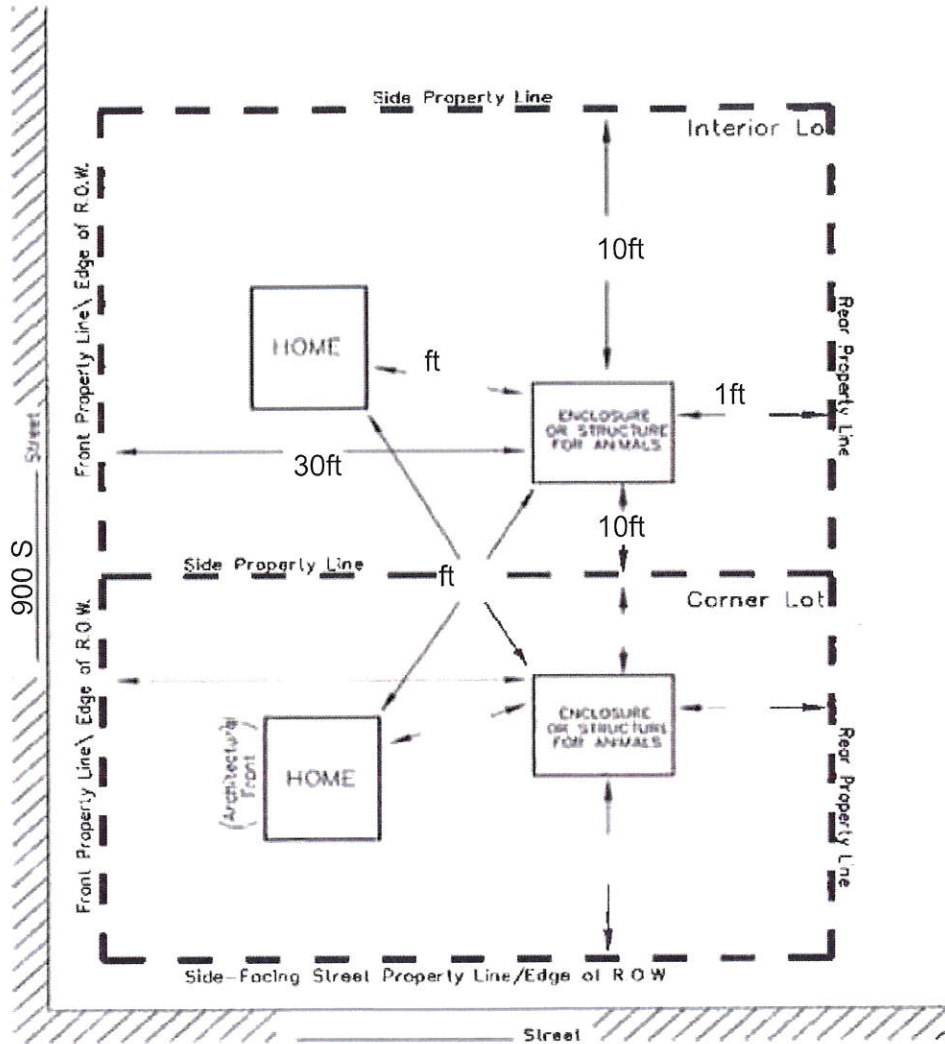 Side Property Line
Interior Lo
Front Property Line\ Edge of R.O.W.
10ft
Rear Property Line
HOME
ft
ENCLOSURE
OR STRUCTURE
FOR ANIMALS
1ft
Street
900 S
30ft
10ft
Side Property Line
ft
Corner Lot
Front Property Line\ Edge of R.O.W.
(Architectural
Front)
HOME
ENCLOSURE
OR STRUCTURE
FOR ANIMALS
Rear Property Line
Side-Facing Street Property Line/Edge of R O W
Street